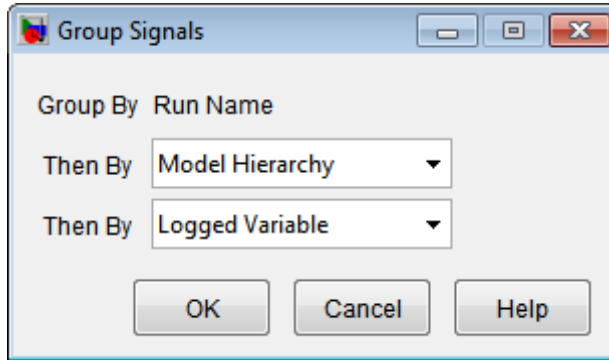 Group Signals
Group By Run Name
Then By Model Hierarchy
Then By Logged Variable
OK Cancel Help